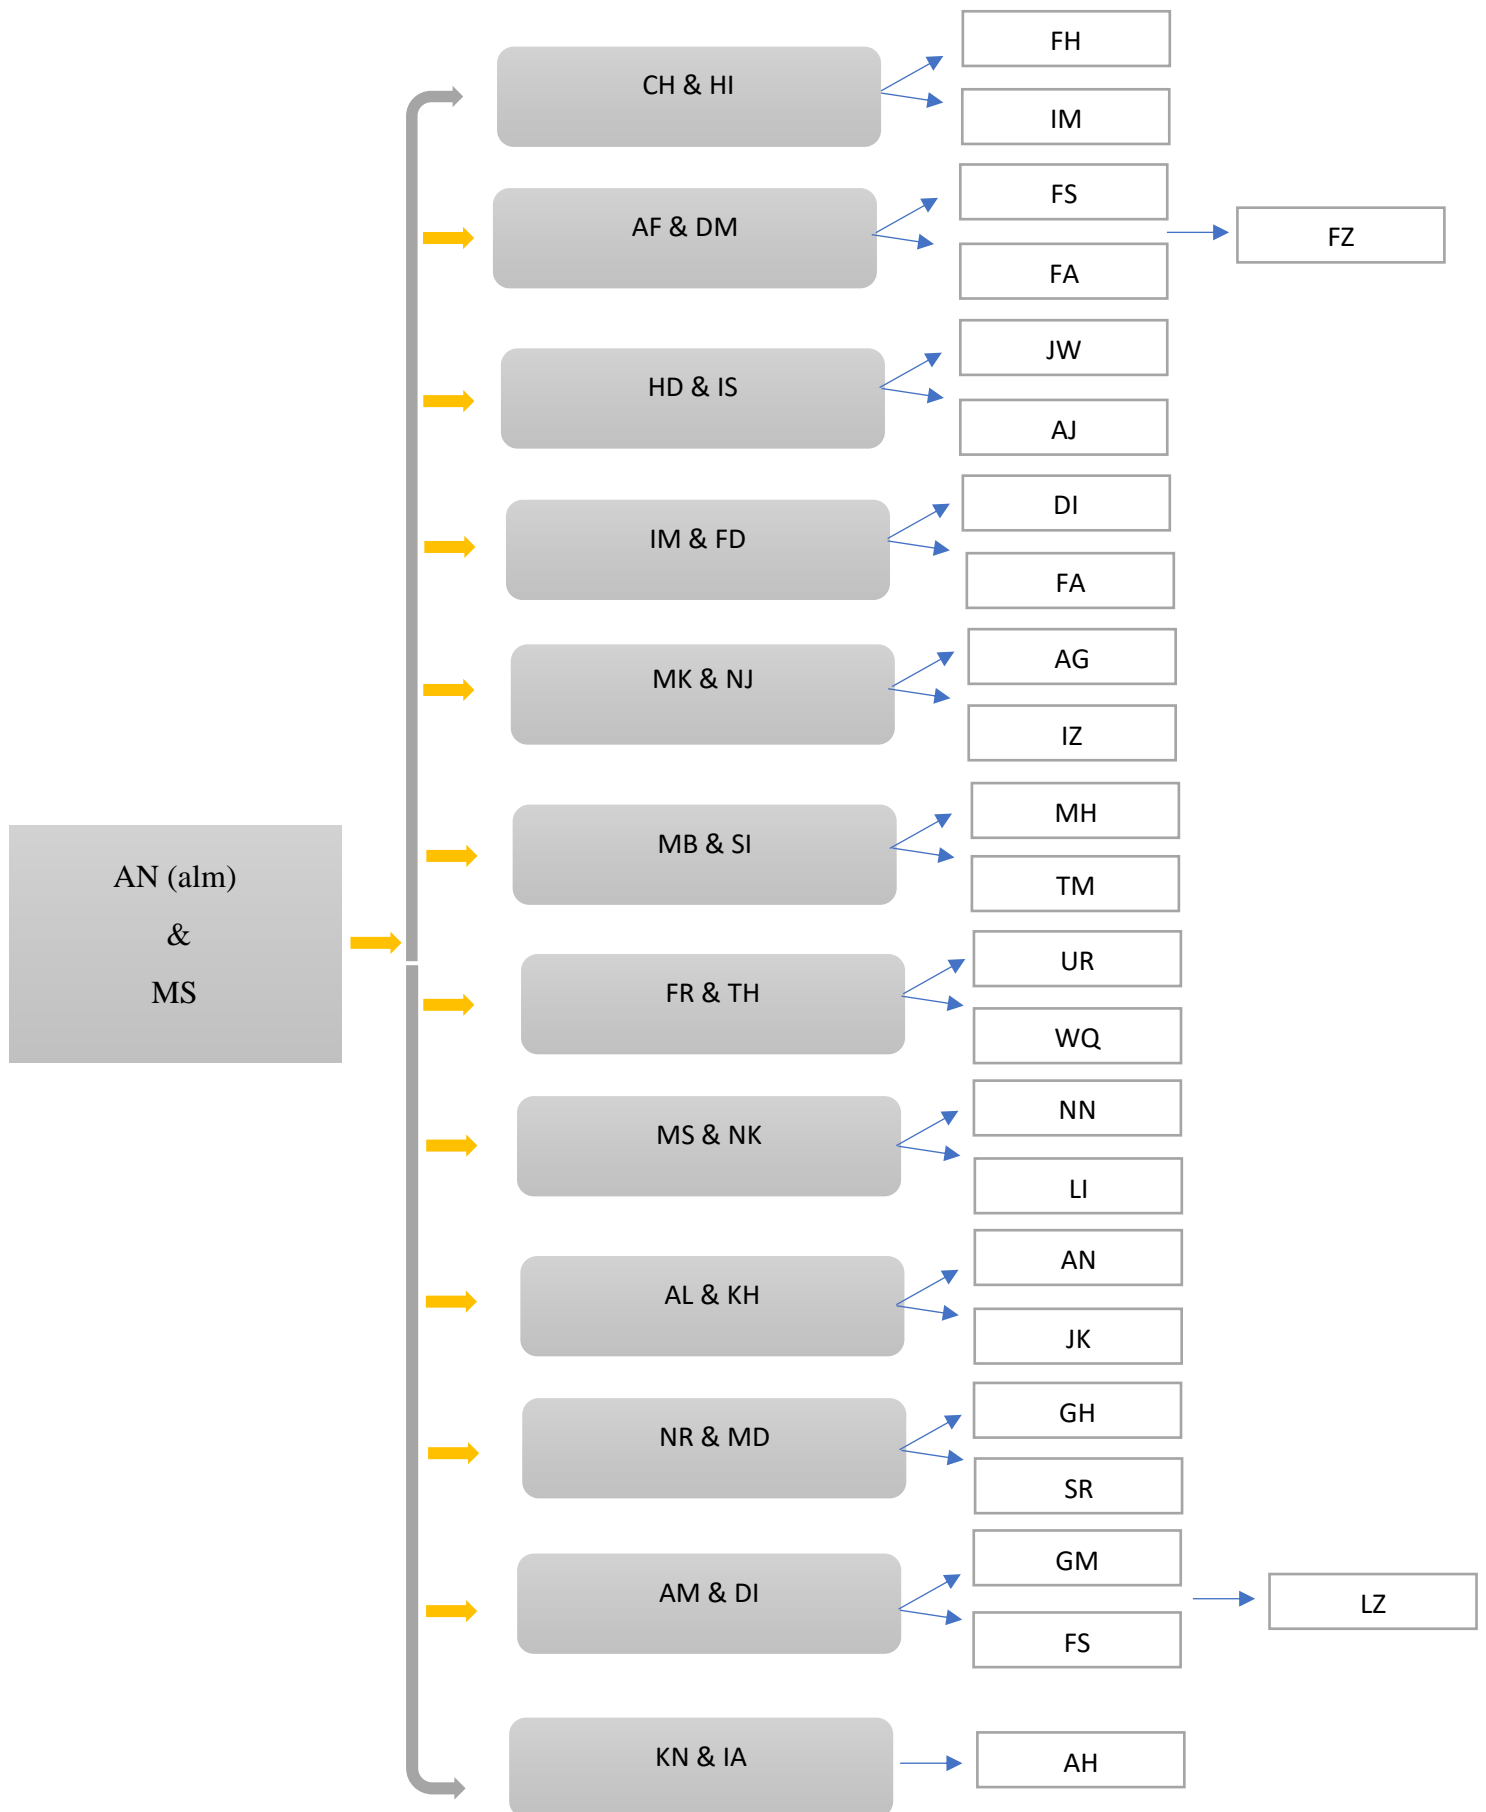 AN (alm)
&
MS
CH & HI
FH
IM
AF & DM
FS
FA
FZ
HD & IS
JW
AJ
IM & FD
DI
FA
MK & NJ
AG
IZ
MB & SI
MH
TM
FR & TH
UR
WQ
MS & NK
NN
LI
AL & KH
AN
JK
NR & MD
GH
SR
AM & DI
GM
FS
LZ
KN & IA
AH